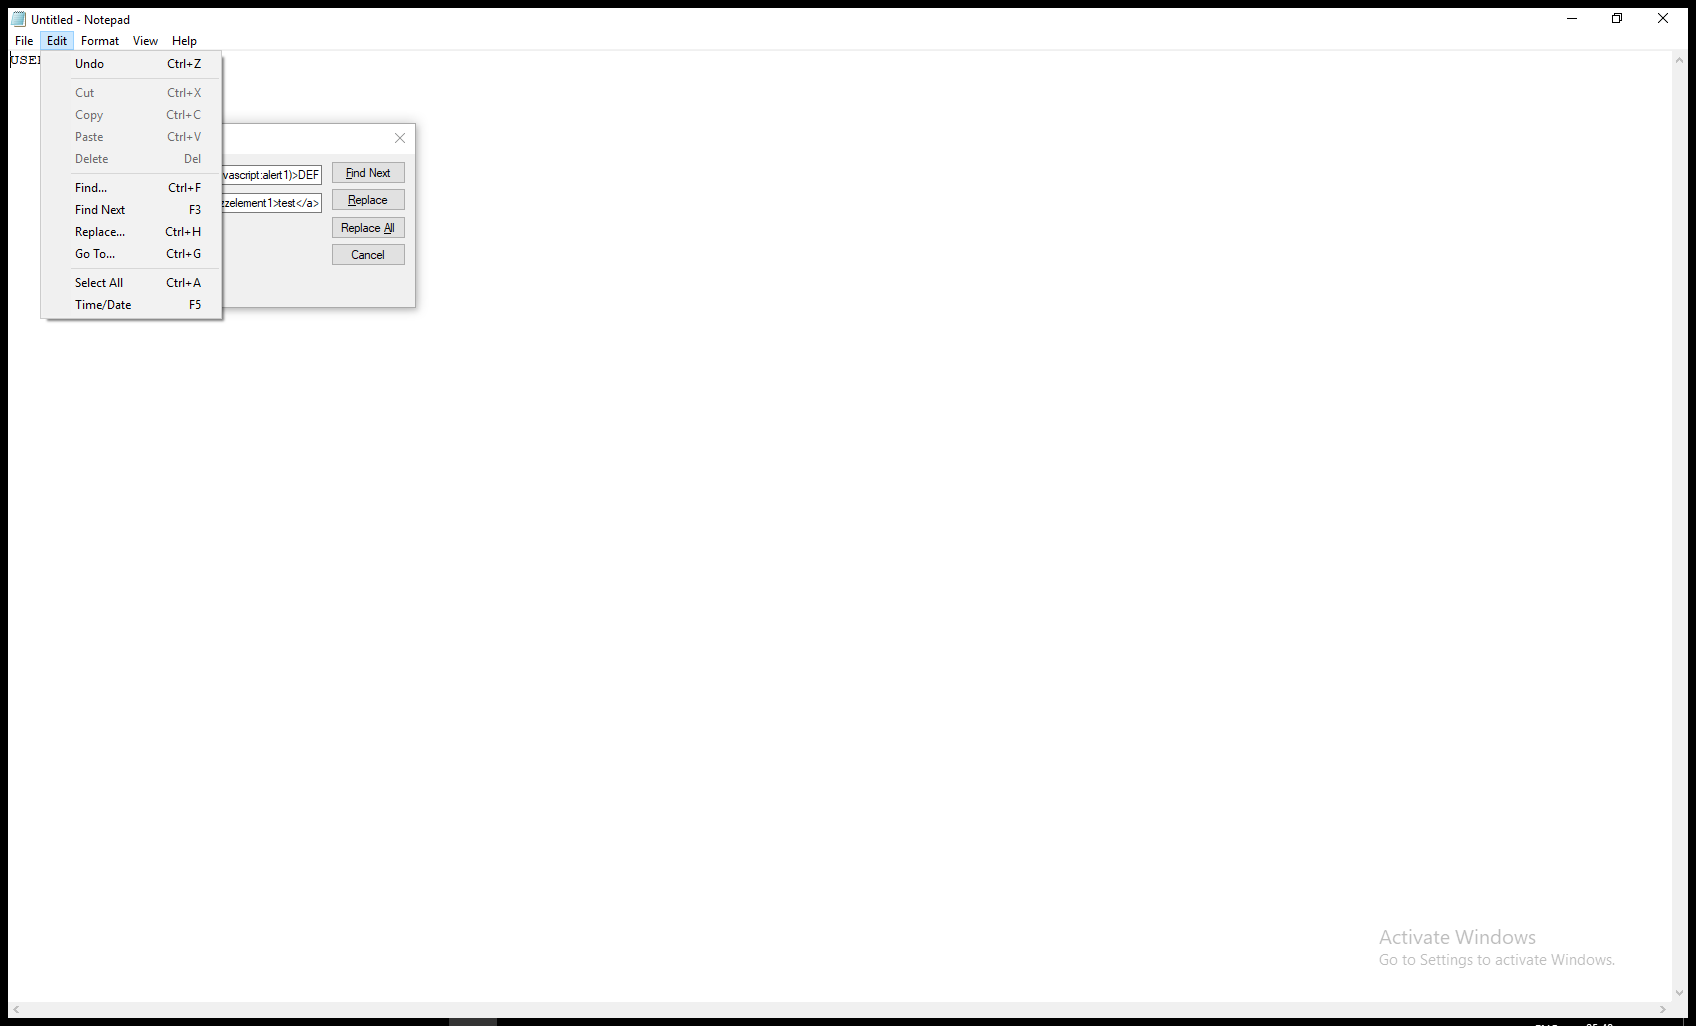 Untitled - Notepad
File Edit Format View Help
Undo Ctrl+Z
Cut Ctrl+X
Copy Ctrl+C
Paste Ctrl+V
Delete Del
Find... Ctrl+F
Find Next F3
Replace... Ctrl+H
Go To... Ctrl+G
Select All Ctrl+A
Time/Date F5
vascript:alert1)>DEF
zzelement1>test</a>
Find Next
Replace
Replace All
Cancel
Activate Windows
Go to Settings to activate Windows.